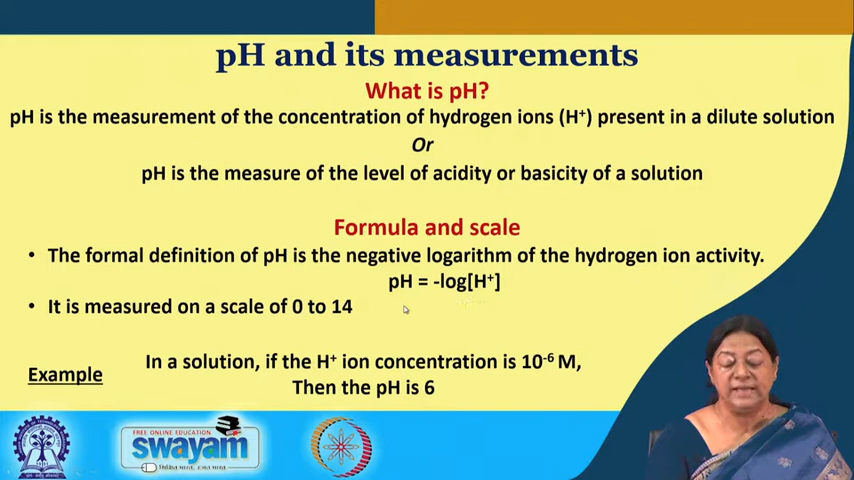 pH and its measurements
What is pH?
pH is the measurement of the concentration of hydrogen ions (H⁺) present in a dilute solution
Or
pH is the measure of the level of acidity or basicity of a solution
Formula and scale
• The formal definition of pH is the negative logarithm of the hydrogen ion activity.
pH = -log[H⁺]
• It is measured on a scale of 0 to 14
Example
In a solution, if the H⁺ ion concentration is 10⁻⁶ M,
Then the pH is 6
FREE ONLINE EDUCATION
swayam